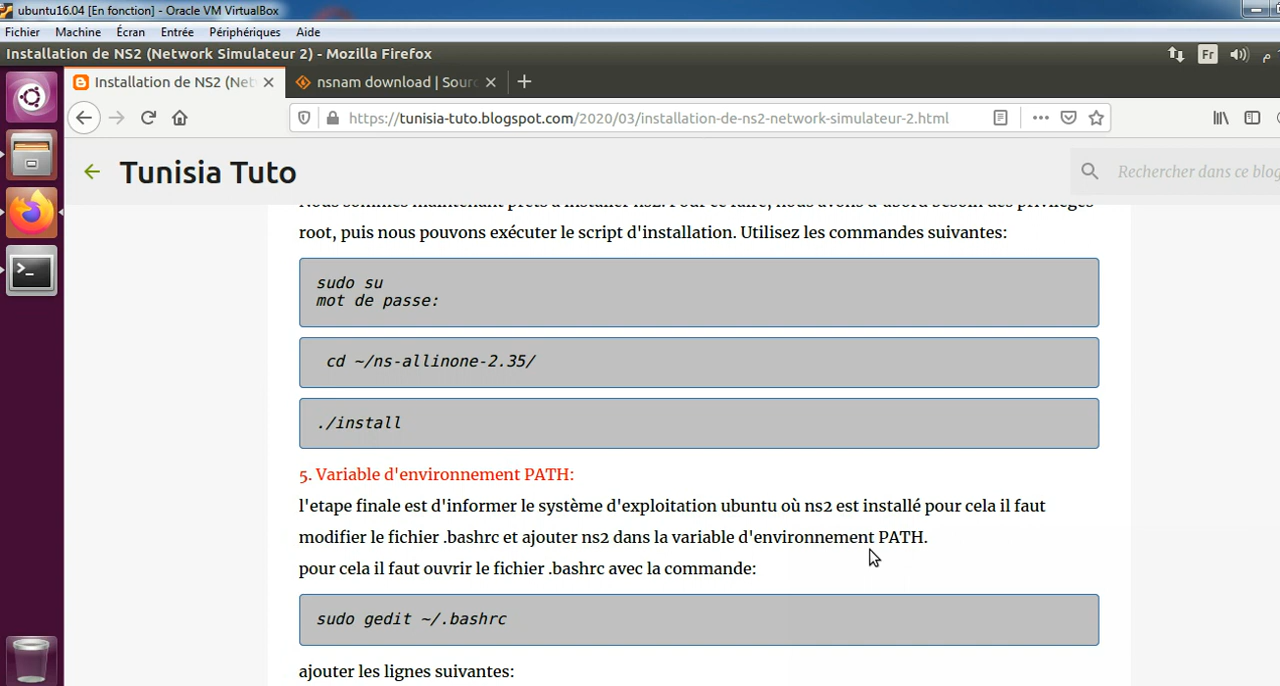 ubuntu16.04 [En fonction] - Oracle VM VirtualBox
Fichier Machine Écran Entrée Périphériques Aide
Installation de NS2 (Network Simulateur 2) - Mozilla Firefox
Fr
Installation de NS2 (Net
nsnam download | Sour
https://tunisia-tuto.blogspot.com/2020/03/installation-de-ns2-network-simulateur-2.html
Tunisia Tuto
Rechercher dans ce blog
root, puis nous pouvons exécuter le script d'installation. Utilisez les commandes suivantes:
sudo su
mot de passe:
cd ~/ns-allinone-2.35/
./install
5. Variable d'environnement PATH:
l'etape finale est d'informer le système d'exploitation ubuntu où ns2 est installé pour cela il faut
modifier le fichier .bashrc et ajouter ns2 dans la variable d'environnement PATH.
pour cela il faut ouvrir le fichier .bashrc avec la commande:
sudo gedit ~/.bashrc
ajouter les lignes suivantes: